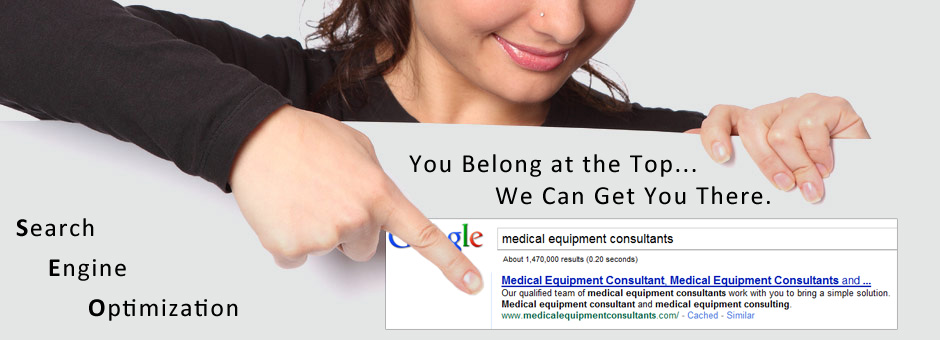 You Belong at the Top...
We Can Get You There.
Search
Engine
Optimization
Google
medical equipment consultants
About 1,470,000 results (0.20 seconds)
Medical Equipment Consultant, Medical Equipment Consultants and ...
Our qualified team of medical equipment consultants work with you to bring a simple solution.
Medical equipment consultant and medical equipment consulting.
www.medicalequipmentconsultants.com/ - Cached - Similar